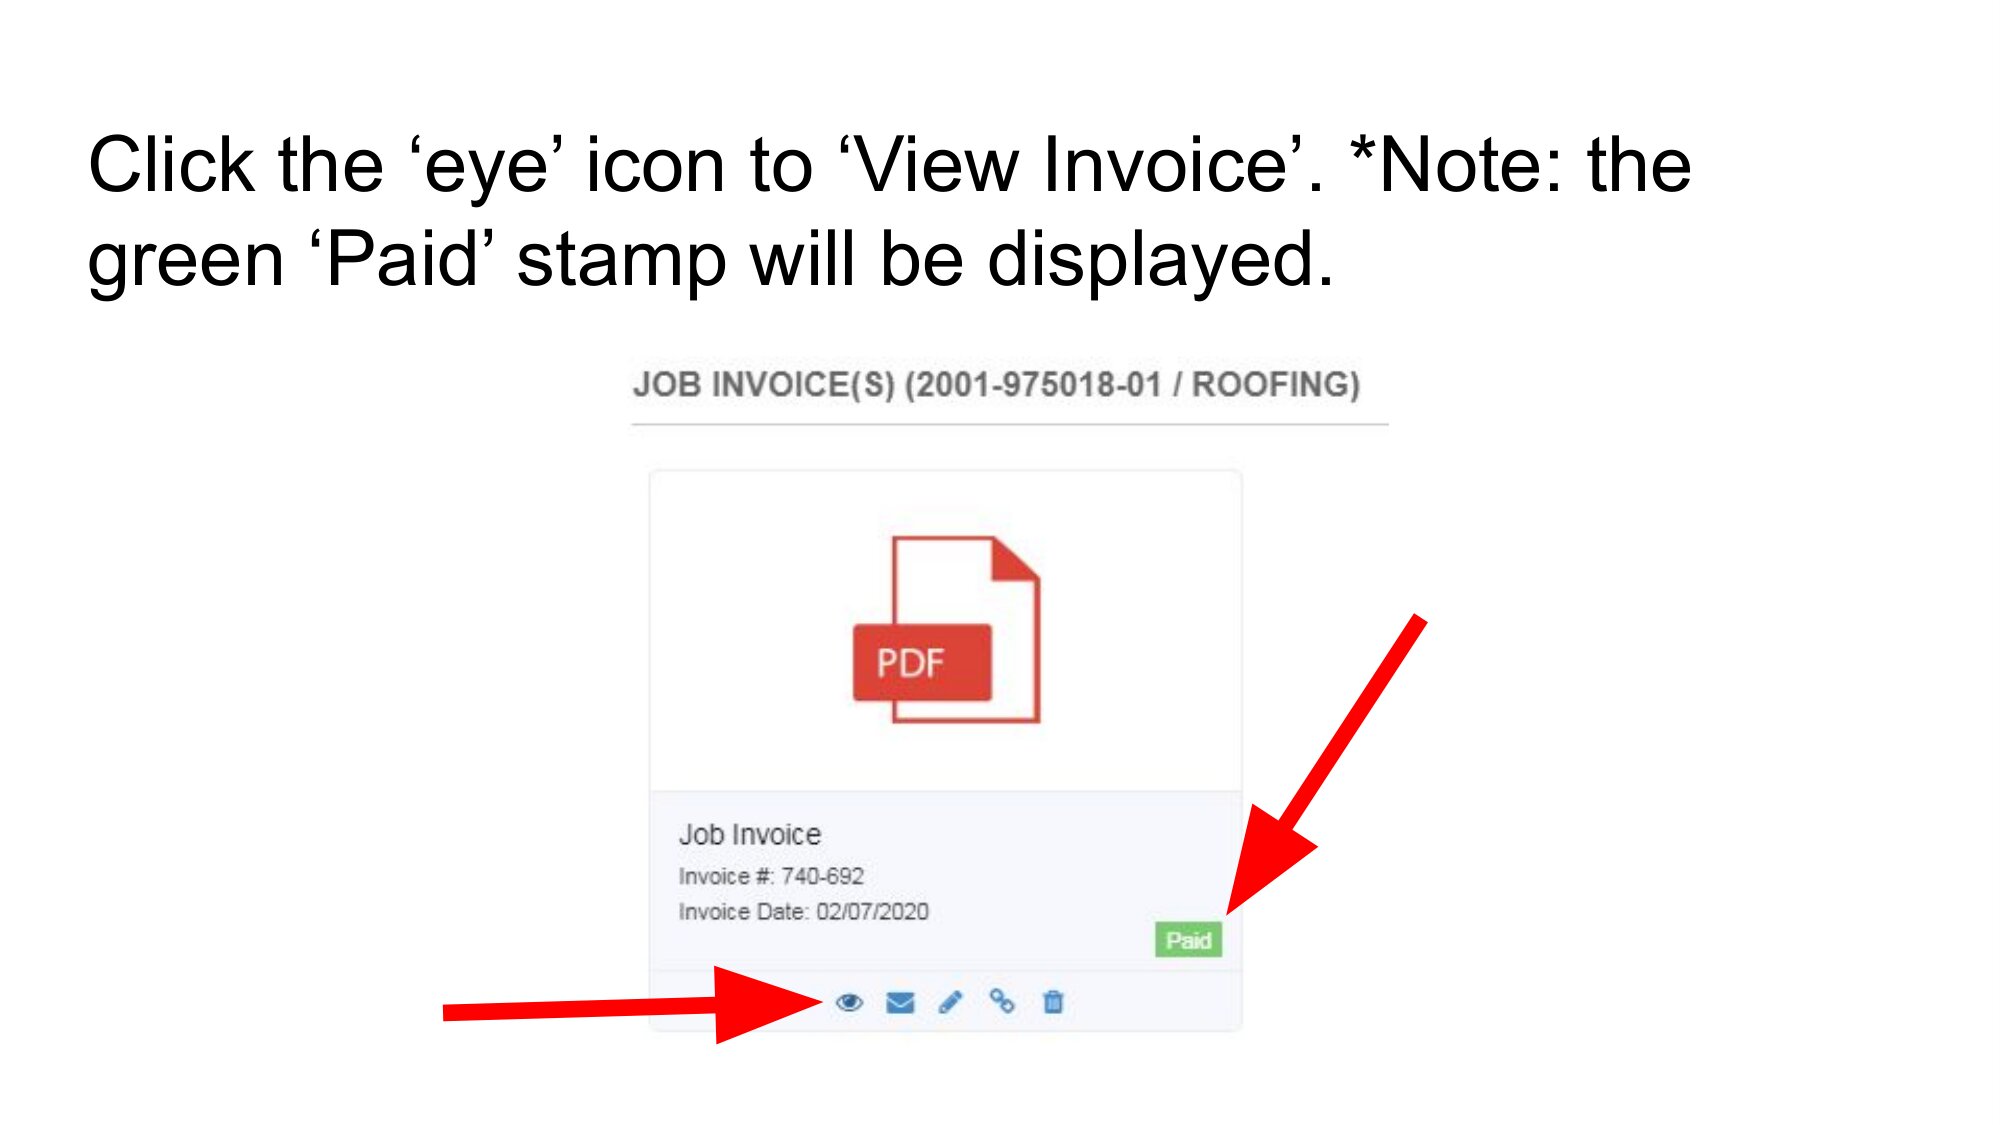 Click the ‘eye’ icon to ‘View Invoice’. *Note: the
green ‘Paid’ stamp will be displayed.
JOB INVOICE(S) (2001-975018-01 / ROOFING)
PDF
Job Invoice
Invoice #: 740-692
Invoice Date: 02/07/2020
Paid